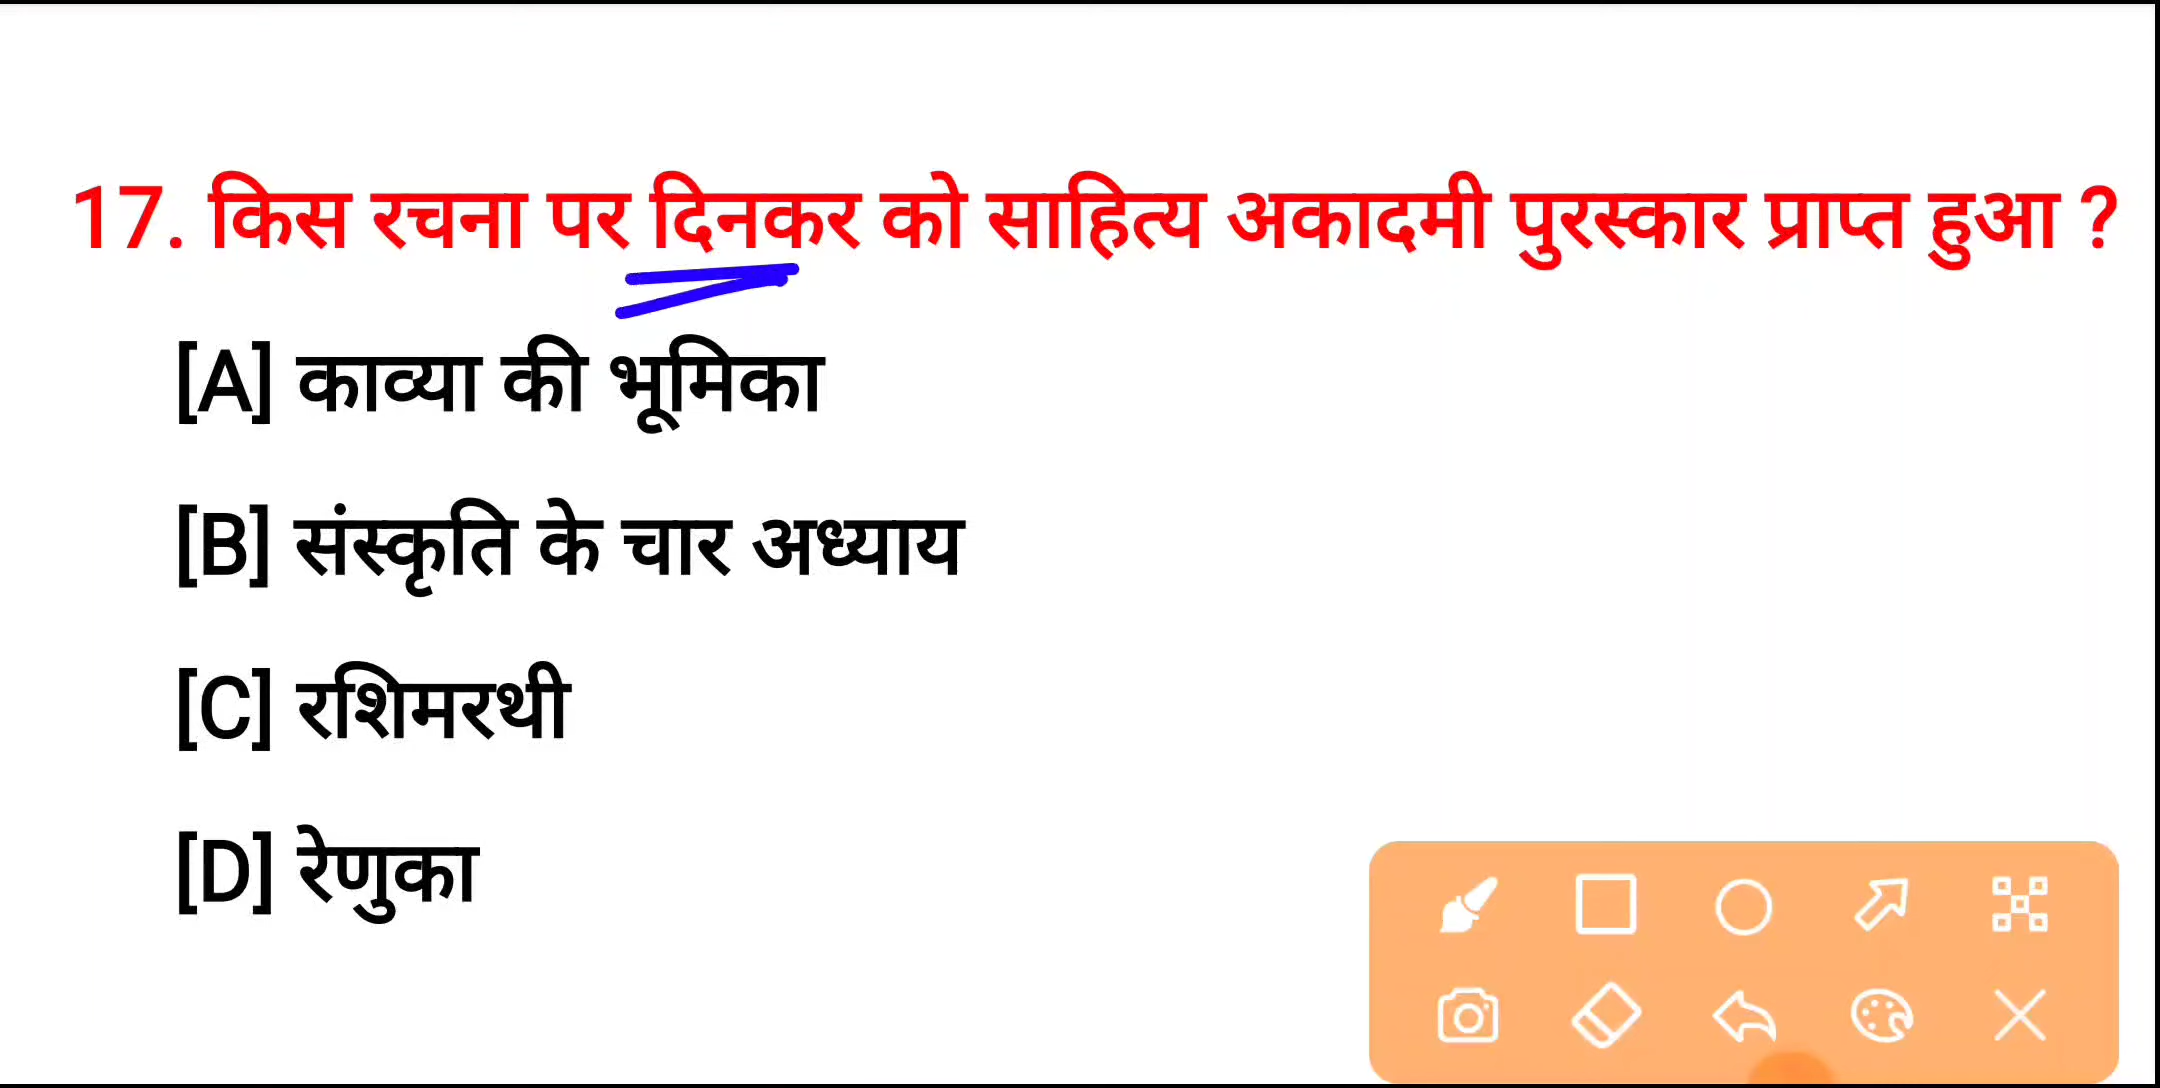 17. किस रचना पर दिनकर को साहित्य अकादमी पुरस्कार प्राप्त हुआ ?
[A] काव्या की भूमिका
[B] संस्कृति के चार अध्याय
[C] रशिमरथी
[D] रेणुका